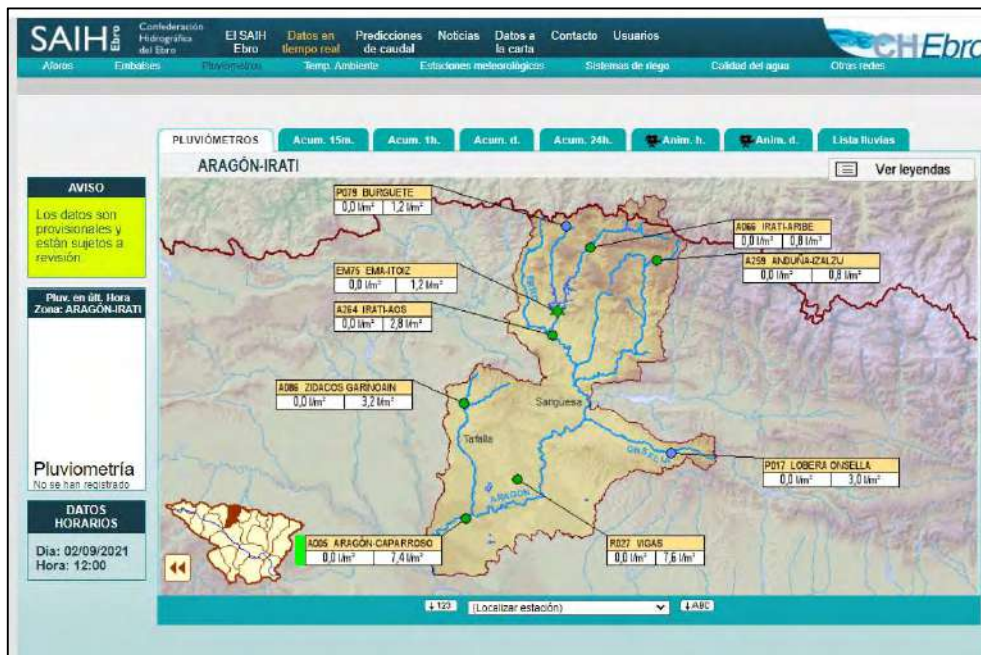 SAIH Ebro
Confederación
Hidrográfica
del Ebro
El SAIH
Ebro
Datos en
tiempo real
Predicciones
de caudal
Noticias
Datos a
la carta
Contacto
Usuarios
CHEbro
Aforos
Embalses
Pluviómetros
Temp. Ambiente
Estaciones meteorológicas
Sistemas de riego
Calidad del agua
Otras redes
PLUVIÓMETROS
Acum. 15m.
Acum. 1h.
Acum. d.
Acum. 24h.
Anim. h.
Anim. d.
Lista lluvias
ARAGÓN-IRATI
Ver leyendas
AVISO
Los datos son
provisionales y
están sujetos a
revisión.
Pluv. en últ. Hora
Zona: ARAGÓN-IRATI
Pluviometría
No se han registrado
DATOS
HORARIOS
Dia: 02/09/2021
Hora: 12:00
P079 BURGUETE
0,0 l/m² 1,2 l/m²
A066 IRATI-ARIBE
0,0 l/m² 0,8 l/m²
A259 ANDUÑA-IZALZU
0,0 l/m² 0,8 l/m²
EM75 EMA-ITOIZ
0,0 l/m² 1,2 l/m²
A264 IRATI-AOS
0,0 l/m² 2,8 l/m²
A086 ZIDACOS GARINOAIN
0,0 l/m² 3,2 l/m²
Sangüesa
Tafalla
ONSELLA
ARAGÓN
P017 LOBERA ONSELLA
0,0 l/m² 3,0 l/m²
A005 ARAGÓN-CAPARROSO
0,0 l/m² 7,4 l/m²
R027 VIGAS
0,0 l/m² 7,6 l/m²
↓123
(Localizar estación)
↓ABC